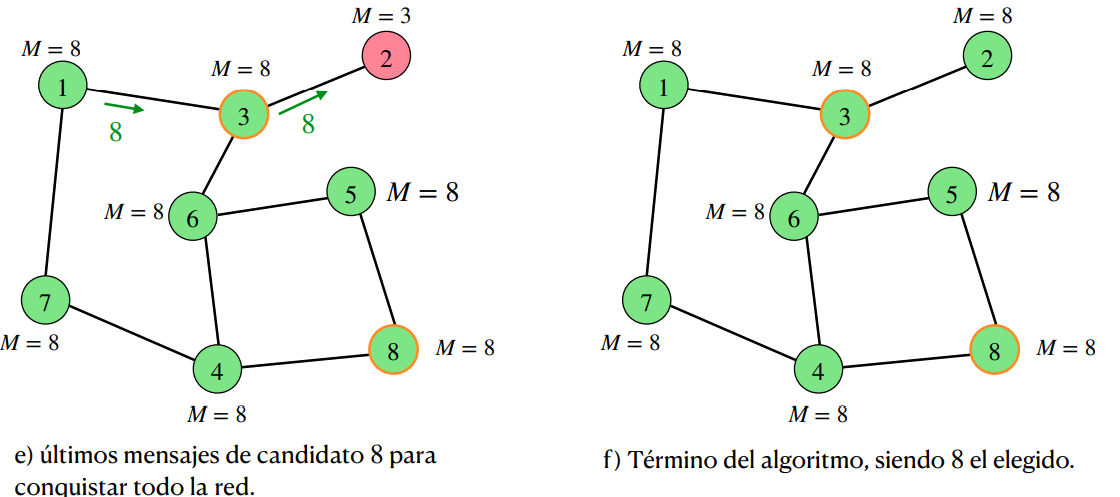 M = 3
M = 8
M = 8
2
1
3
8
8
5
M = 8
M = 8
6
7
M = 8
8
M = 8
4
M = 8
e) últimos mensajes de candidato 8 para
conquistar todo la red.
M = 8
M = 8
M = 8
2
1
3
5
M = 8
M = 8
6
7
M = 8
8
M = 8
4
M = 8
f) Término del algoritmo, siendo 8 el elegido.